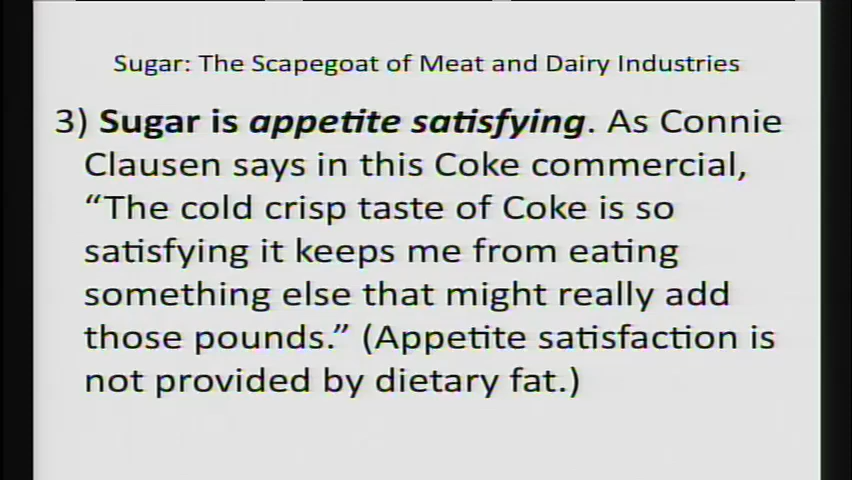 Sugar: The Scapegoat of Meat and Dairy Industries
3) Sugar is appetite satisfying. As Connie
Clausen says in this Coke commercial,
“The cold crisp taste of Coke is so
satisfying it keeps me from eating
something else that might really add
those pounds.” (Appetite satisfaction is
not provided by dietary fat.)